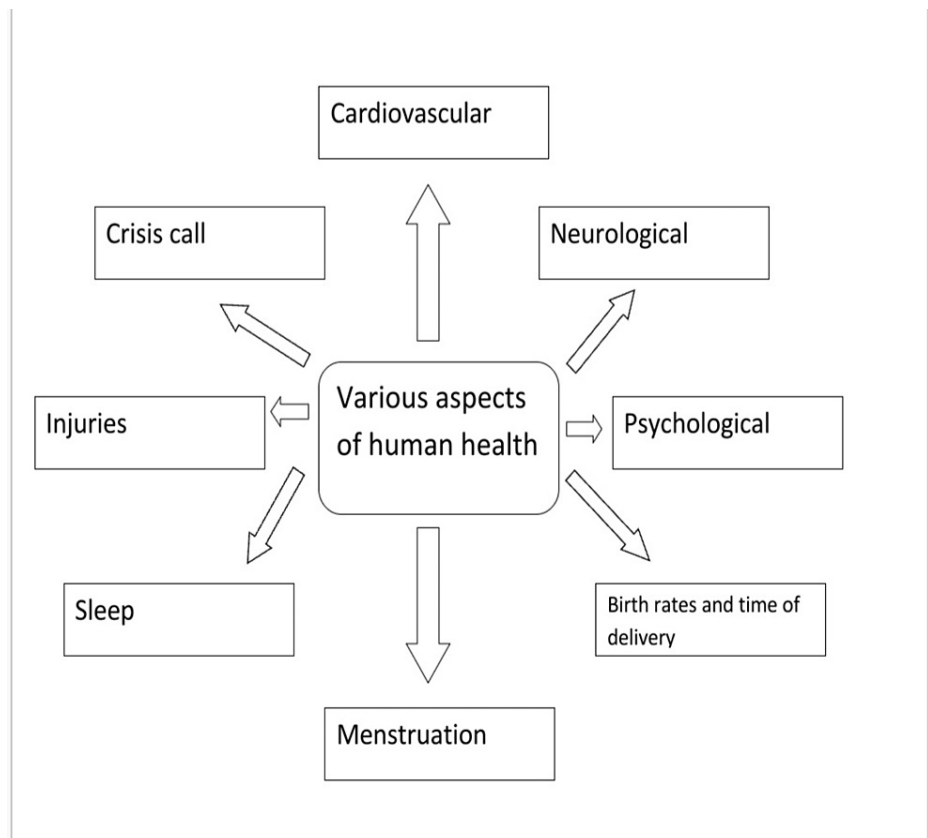 Cardiovascular
Crisis call
Neurological
Various aspects
of human health
Injuries
Psychological
Sleep
Birth rates and time of
delivery
Menstruation